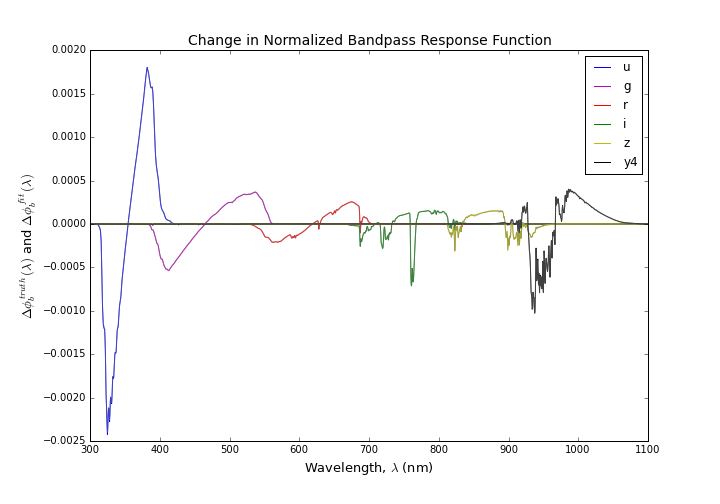 Change in Normalized Bandpass Response Function
Δϕ_b^truth(λ) and Δϕ_b^fit(λ)
0.0020
0.0015
0.0010
0.0005
0.0000
−0.0005
−0.0010
−0.0015
−0.0020
−0.0025
u
g
r
i
z
y4
300 400 500 600 700 800 900 1000 1100
Wavelength, λ (nm)